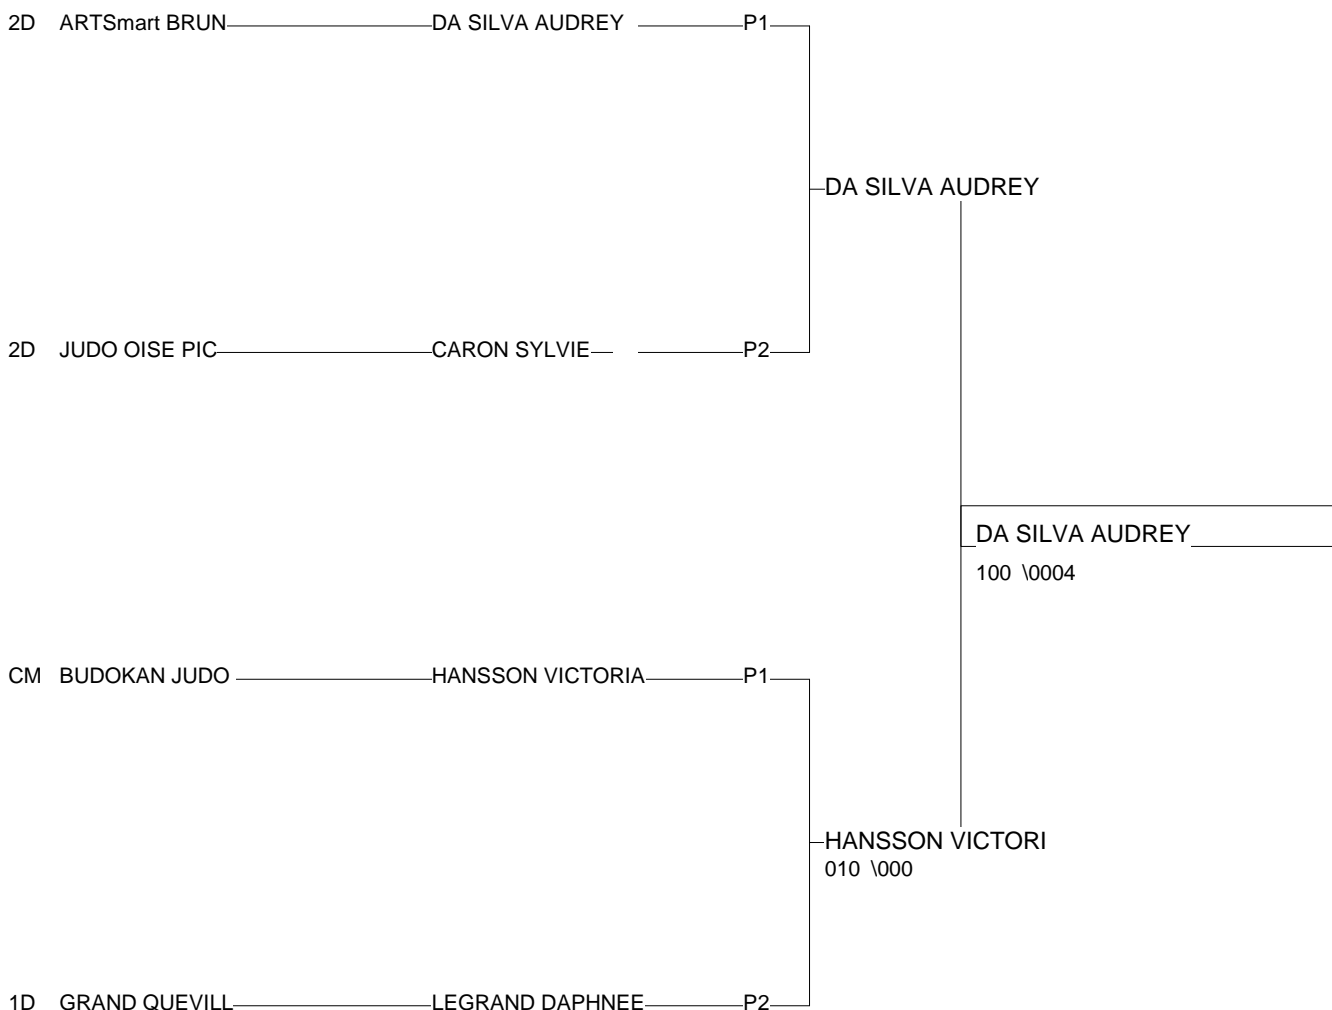 2D ARTSmart BRUN DA SILVA AUDREY P1
DA SILVA AUDREY
2D JUDO OISE PIC CARON SYLVIE P2
DA SILVA AUDREY
100 \0004
CM BUDOKAN JUDO HANSSON VICTORIA P1
HANSSON VICTORI
010 \000
1D GRAND QUEVILL LEGRAND DAPHNEE P2